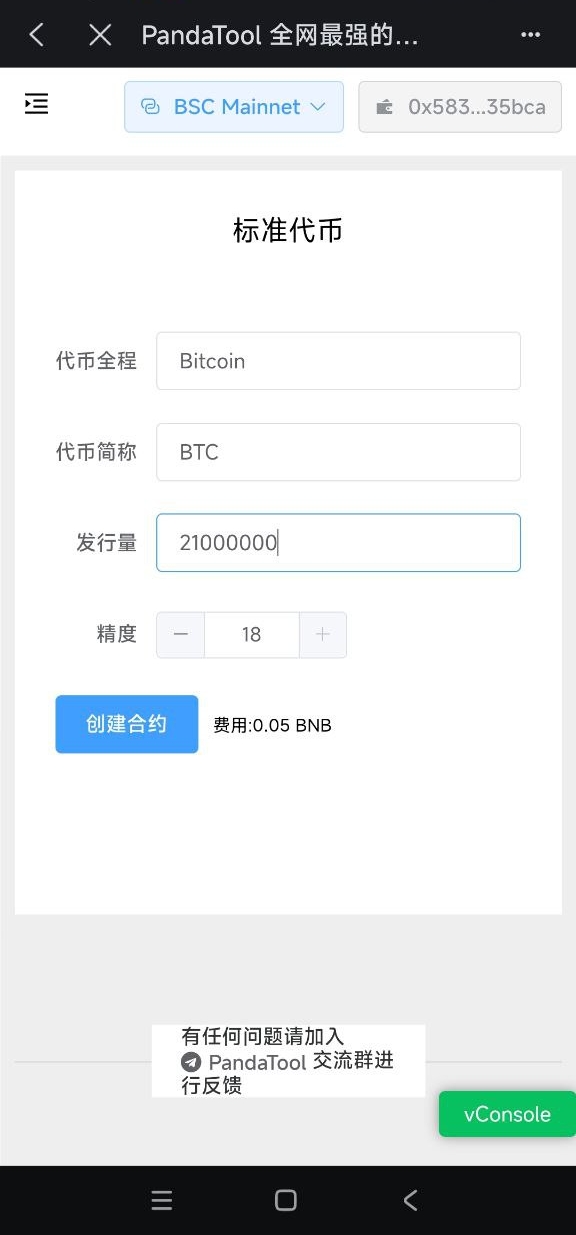 PandaTool 全网最强的...
BSC Mainnet
0x583...35bca
标准代币
代币全程
Bitcoin
代币简称
BTC
发行量
21000000
精度
18
创建合约
费用:0.05 BNB
有任何问题请加入
PandaTool 交流群进
行反馈
vConsole